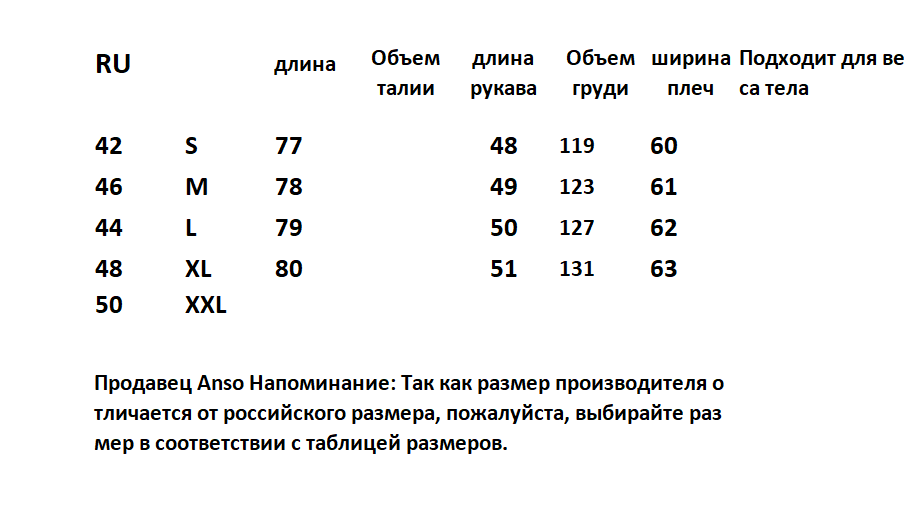 RU длина Объем талии длина рукава Объем груди ширина плеч Подходит для ве са тела
42 S 77 48 119 60
46 M 78 49 123 61
44 L 79 50 127 62
48 XL 80 51 131 63
50 XXL
Продавец Anso Напоминание: Так как размер производителя о
тличается от российского размера, пожалуйста, выбирайте раз
мер в соответствии с таблицей размеров.